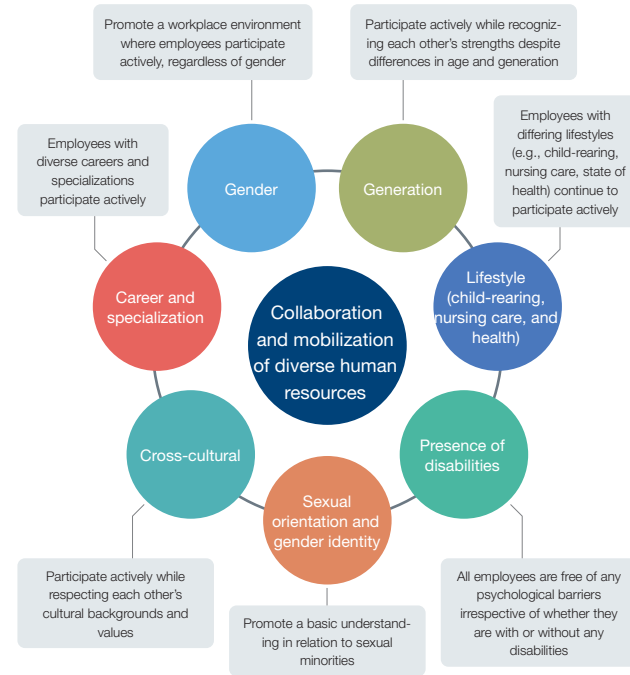 Promote a workplace environment
where employees participate
actively, regardless of gender
Participate actively while recogniz-
ing each other's strengths despite
differences in age and generation
Employees with
differing lifestyles
(e.g., child-rearing,
nursing care, state of
health) continue to
participate actively
Employees with
diverse careers and
specializations
participate actively
Gender
Generation
Career and
specialization
Lifestyle
(child-rearing,
nursing care, and
health)
Collaboration
and mobilization
of diverse human
resources
Cross-cultural
Presence of
disabilities
Sexual
orientation and
gender identity
Participate actively while
respecting each other's
cultural backgrounds and
values
Promote a basic understand-
ing in relation to sexual
minorities
All employees are free of any
psychological barriers
irrespective of whether they
are with or without any
disabilities